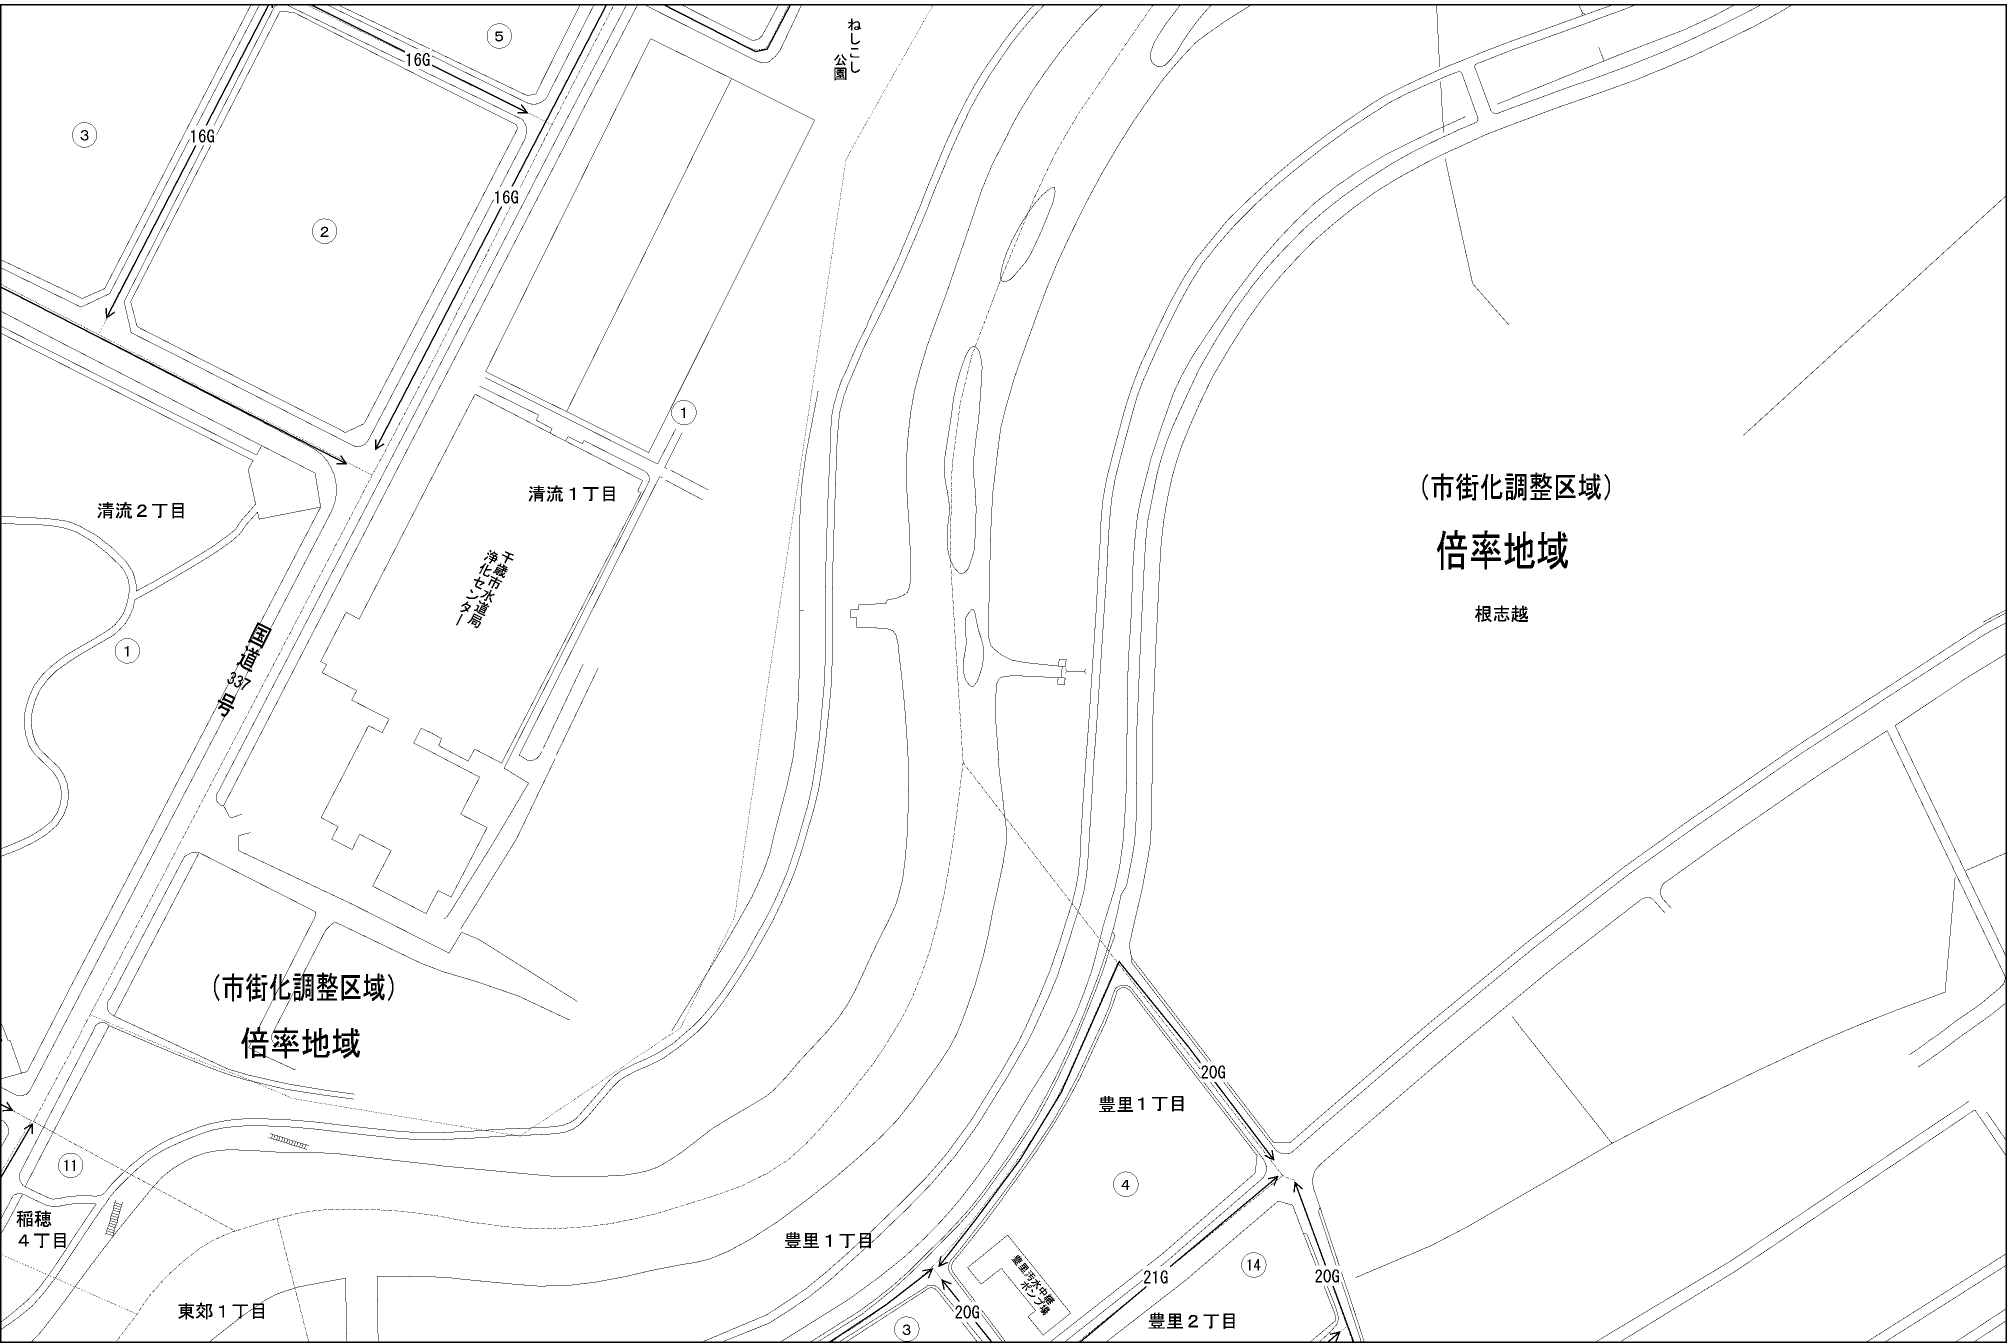 ねしこし
公園
⑤
16G
③
16G
16G
②
①
清流１丁目
清流２丁目
千歳市水道局
浄化センター
①
国道337号
（市街化調整区域）
倍率地域
根志越
（市街化調整区域）
倍率地域
20G
豊里１丁目
⑪
④
稲穂
４丁目
豊里１丁目
⑭
豊里汚水中継
ポンプ場
21G
20G
東郊１丁目
20G
豊里２丁目
③